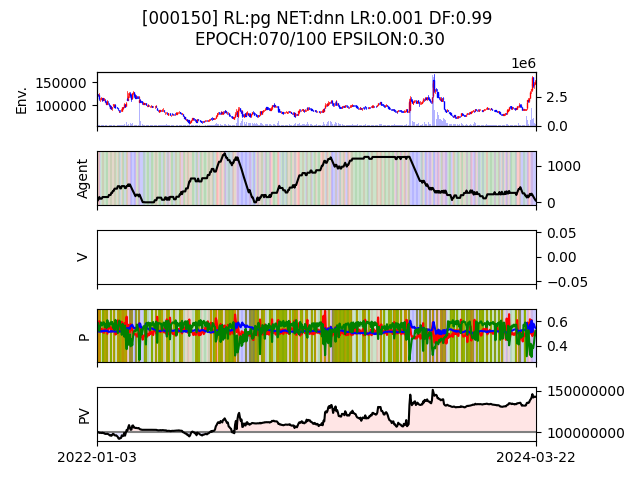 [000150] RL:pg NET:dnn LR:0.001 DF:0.99
EPOCH:070/100 EPSILON:0.30
1e6
Env.
150000
100000
2.5
0.0
Agent
1000
0
V
0.05
0.00
−0.05
P
0.6
0.4
PV
150000000
100000000
2022-01-03
2024-03-22